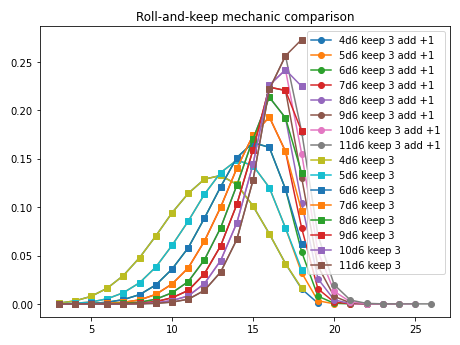 Roll-and-keep mechanic comparison
0.25
0.20
0.15
0.10
0.05
0.00
5 10 15 20 25
4d6 keep 3 add +1
5d6 keep 3 add +1
6d6 keep 3 add +1
7d6 keep 3 add +1
8d6 keep 3 add +1
9d6 keep 3 add +1
10d6 keep 3 add +1
11d6 keep 3 add +1
4d6 keep 3
5d6 keep 3
6d6 keep 3
7d6 keep 3
8d6 keep 3
9d6 keep 3
10d6 keep 3
11d6 keep 3